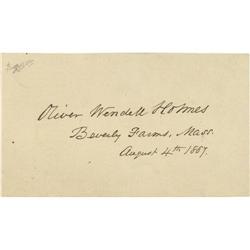 Oliver Wendell Holmes
Beverly Farms, Mass.
August 4th 1887.